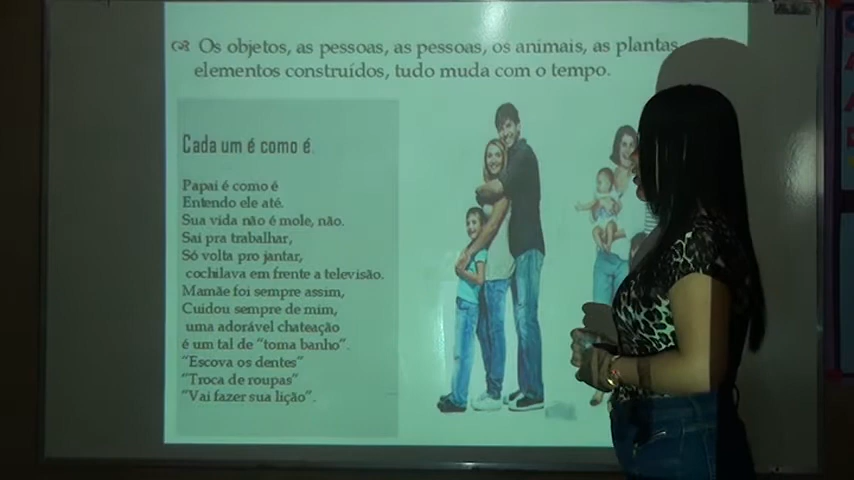 Os objetos, as pessoas, as pessoas, os animais, as plantas
elementos construídos, tudo muda com o tempo.
Cada um é como é.
Papai é como é
Entendo ele até.
Sua vida não é mole, não.
Sai pra trabalhar,
Só volta pro jantar,
cochilava em frente a televisão.
Mamãe foi sempre assim,
Cuidou sempre de mim,
uma adorável chateação
é um tal de “toma banho”.
“Escova os dentes”
“Troca de roupas”
“Vai fazer sua lição”.